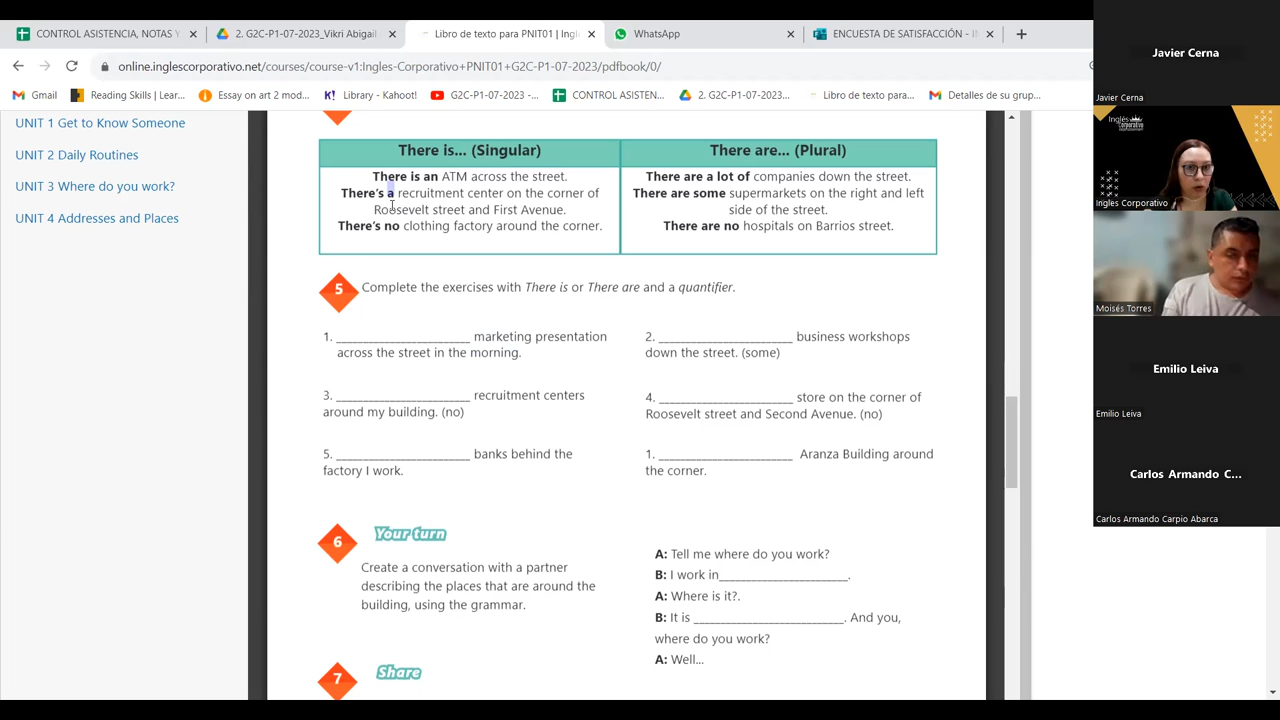 CONTROL ASISTENCIA, NOTAS Y
2. G2C-P1-07-2023_Vikri Abigail
Libro de texto para PNIT01 | Ingl
WhatsApp
ENCUESTA DE SATISFACCIÓN - I
online.inglescorporativo.net/courses/course-v1:Ingles-Corporativo+PNIT01+G2C-P1-07-2023/pdfbook/0/
Gmail
Reading Skills | Lear...
Essay on art 2 mod...
Library - Kahoot!
G2C-P1-07-2023 -...
CONTROL ASISTEN...
2. G2C-P1-07-2023...
Libro de texto para...
Detalles de su grup...
UNIT 1 Get to Know Someone
UNIT 2 Daily Routines
UNIT 3 Where do you work?
UNIT 4 Addresses and Places
There is... (Singular)
There is an ATM across the street.
There's a recruitment center on the corner of
Roosevelt street and First Avenue.
There's no clothing factory around the corner.
There are... (Plural)
There are a lot of companies down the street.
There are some supermarkets on the right and left
side of the street.
There are no hospitals on Barrios street.
5
Complete the exercises with There is or There are and a quantifier.
1. ______________________ marketing presentation
across the street in the morning.
2. ______________________ business workshops
down the street. (some)
3. ______________________ recruitment centers
around my building. (no)
4. ______________________ store on the corner of
Roosevelt street and Second Avenue. (no)
5. ______________________ banks behind the
factory I work.
1. ______________________ Aranza Building around
the corner.
6
Your turn
Create a conversation with a partner
describing the places that are around the
building, using the grammar.
A: Tell me where do you work?
B: I work in_____________________.
A: Where is it?.
B: It is _________________________. And you,
where do you work?
A: Well...
7
Share
Javier Cerna
Javier Cerna
Inglés
Corporativo
Ingles Corporativo
Moisés Torres
Emilio Leiva
Emilio Leiva
Carlos Armando C...
Carlos Armando Carpio Abarca